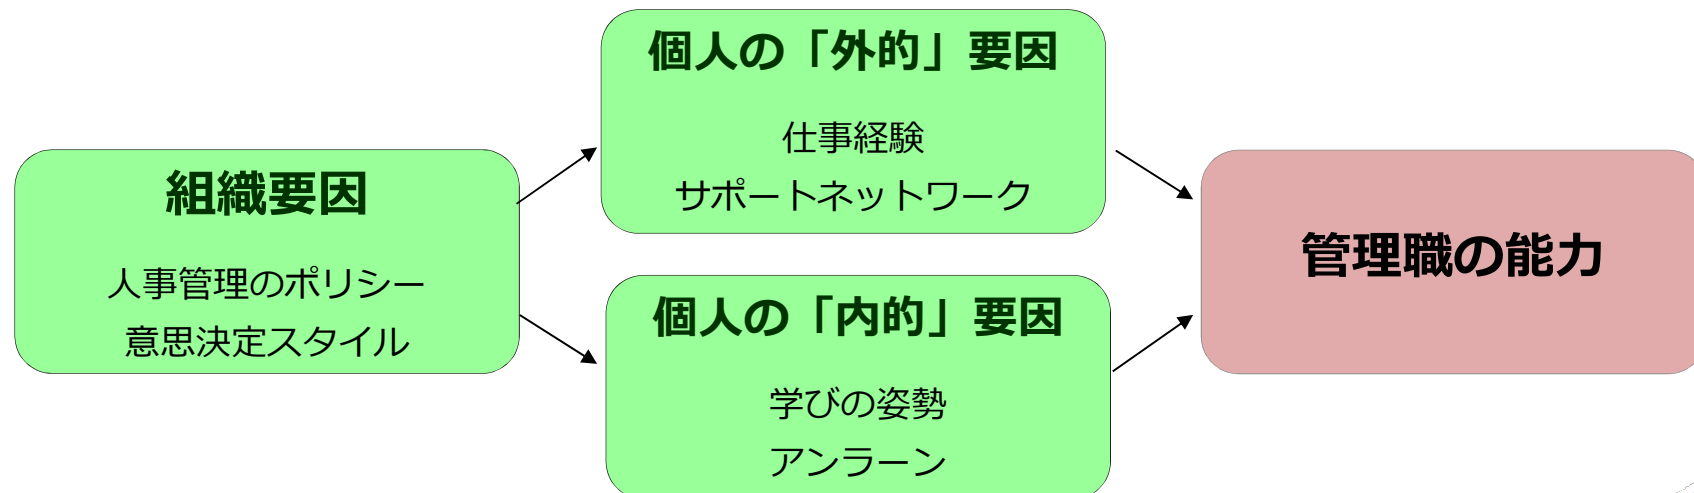 組織要因
人事管理のポリシー
意思決定スタイル
個人の「外的」要因
仕事経験
サポートネットワーク
個人の「内的」要因
学びの姿勢
アンラーン
管理職の能力